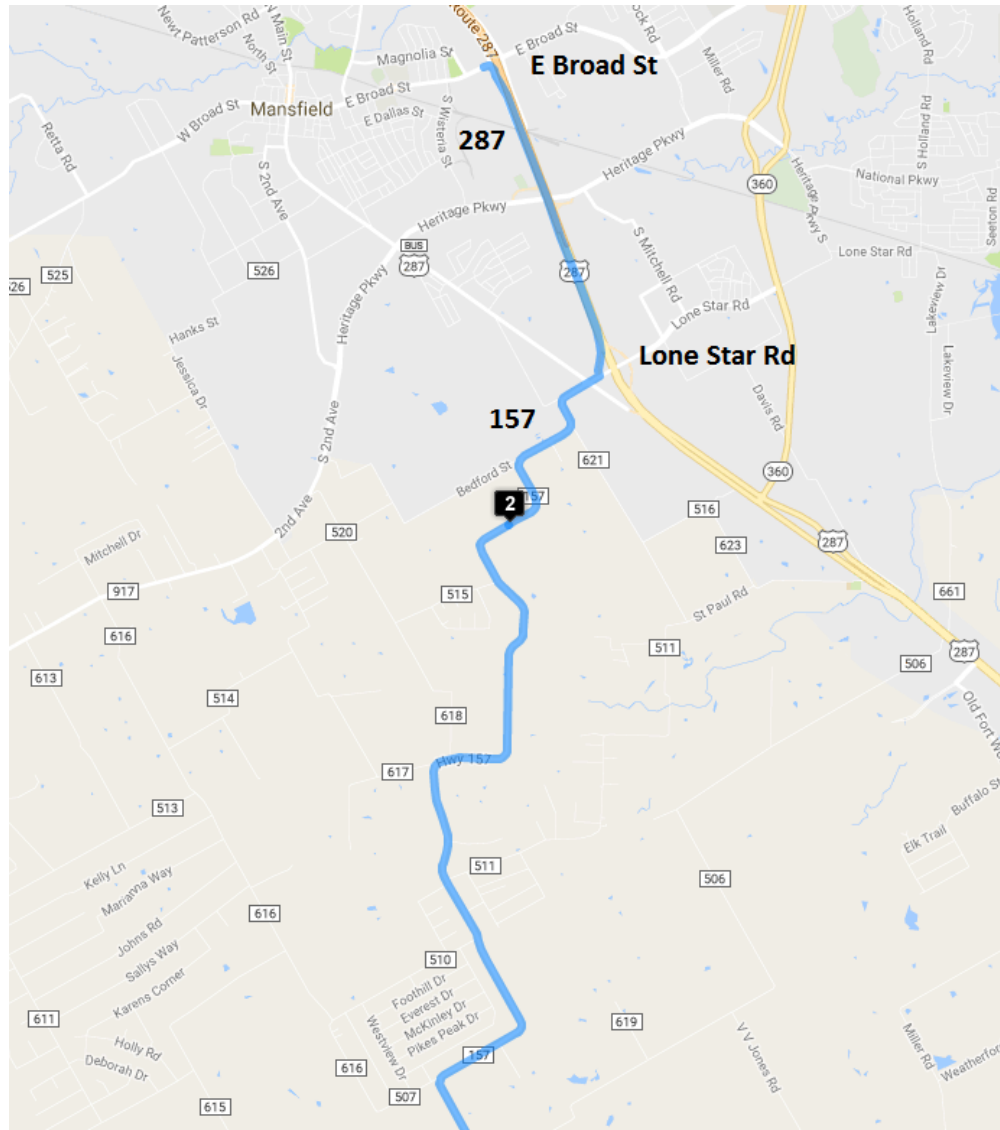 Newt Patterson Rd
N Main St
North St
Route 287
E Broad St
E Broad St
Magnolia St
Miller Rd
Holland Rd
Mansfield
E Broad St
E Dallas St
W Broad St
S Wisteria St
Retta Rd
287
Heritage Pkwy
360
Heritage Pkwy S
S Holland Rd
National Pkwy
S 2nd Ave
Heritage Pkwy
BUS
287
525
526
287
S Mitchell Rd
Lone Star Rd
Seeton Rd
Lakeview Dr
Hanks St
Heritage Pkwy
Lone Star Rd
Jessica Dr
Lone Star Rd
Lakeview Dr
Davis Rd
157
S 2nd Ave
Bedford St
621
360
2
157
516
2nd Ave
520
623
287
Mitchell Dr
917
515
661
St Paul Rd
616
511
506
287
613
514
618
Old Fort
Hwy 157
617
513
Buffalo St
Elk Trail
Kelly Ln
511
506
Marianna Way
616
Johns Rd
Sallys Way
510
Karens Corner
Foothill Dr
Everest Dr
McKinley Dr
Pikes Peak Dr
611
619
Westview Dr
157
V V Jones Rd
Miller Rd
Holly Rd
Deborah Dr
616
507
615